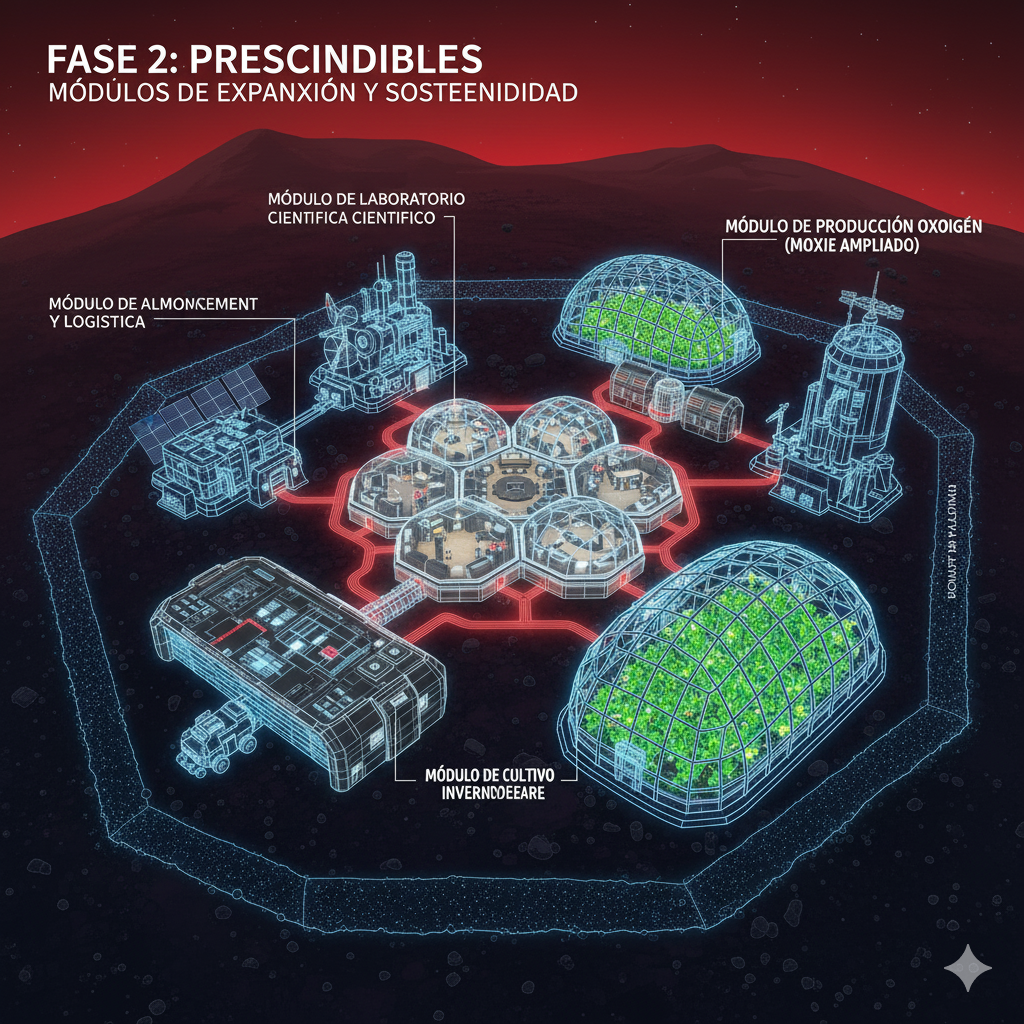 FASE 2: PRESCINDIBLES
MÓDULOS DE EXPANXIÓN Y SOSTEENIDIDAD
MÓDULO DE LABORATORIO
CIENTIFICA CIENTIFICO
MÓDULO DE PRODUCCIÓN OXOIGÉN
(MOXIE AMPLIADO)
MÓDULO DE ALMONCEMENT
Y LOGISTICA
MÓDULO DE CULTIVO